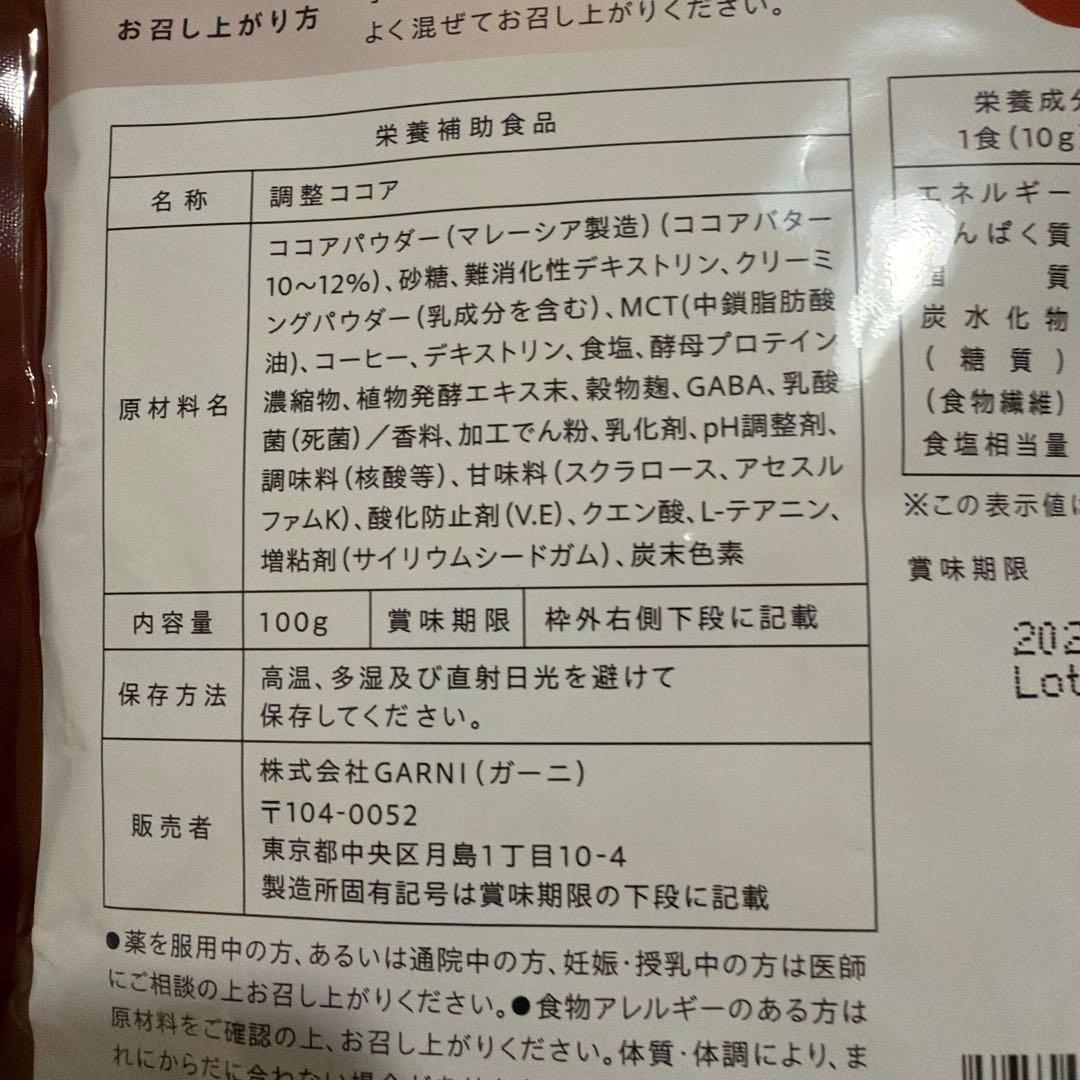 お召し上がり方
よく混ぜてお召し上がりください。
栄養補助食品
名称
調整ココア
原材料名
ココアパウダー(マレーシア製造)(ココアバター
10〜12%)、砂糖、難消化性デキストリン、クリーミ
ングパウダー(乳成分を含む)、MCT(中鎖脂肪酸
油)、コーヒー、デキストリン、食塩、酵母プロテイン
濃縮物、植物発酵エキス末、穀物麹、GABA、乳酸
菌(死菌)/香料、加工でん粉、乳化剤、pH調整剤、
調味料(核酸等)、甘味料(スクラロース、アセスル
ファムK)、酸化防止剤(V.E)、クエン酸、L-テアニン、
増粘剤(サイリウムシードガム)、炭末色素
内容量
100g
賞味期限
枠外右側下段に記載
保存方法
高温、多湿及び直射日光を避けて
保存してください。
販売者
株式会社GARNI(ガーニ)
〒104-0052
東京都中央区月島1丁目10-4
製造所固有記号は賞味期限の下段に記載
●薬を服用中の方、あるいは通院中の方、妊娠・授乳中の方は医師
にご相談の上お召し上がりください。●食物アレルギーのある方は
原材料をご確認の上、お召し上がりください。体質・体調により、ま
れにからだに合わない場合が
栄養成分
1食(10g
エネルギー
んぱく質
質
炭水化物
(糖質)
(食物繊維)
食塩相当量
※この表示値は
賞味期限
202
Lot